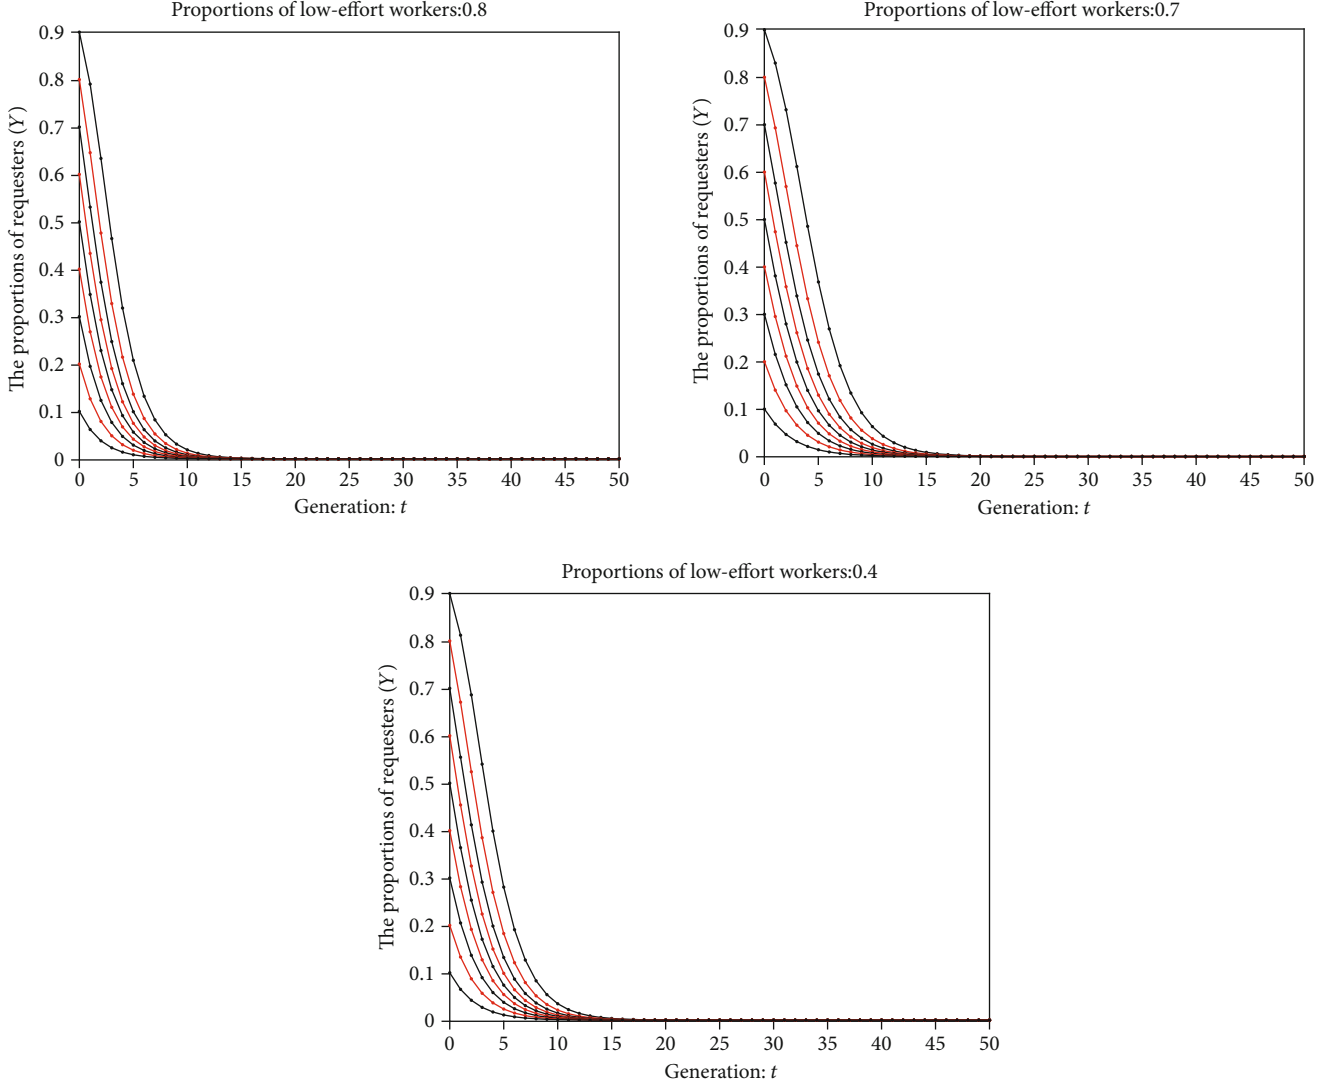 Proportions of low-effort workers:0.8
The proportions of requesters (Y)
0.9
0.8
0.7
0.6
0.5
0.4
0.3
0.2
0.1
0
0 5 10 15 20 25 30 35 40 45 50
Generation: t
Proportions of low-effort workers:0.7
The proportions of requesters (Y)
0.9
0.8
0.7
0.6
0.5
0.4
0.3
0.2
0.1
0
0 5 10 15 20 25 30 35 40 45 50
Generation: t
Proportions of low-effort workers:0.4
The proportions of requesters (Y)
0.9
0.8
0.7
0.6
0.5
0.4
0.3
0.2
0.1
0
0 5 10 15 20 25 30 35 40 45 50
Generation: t